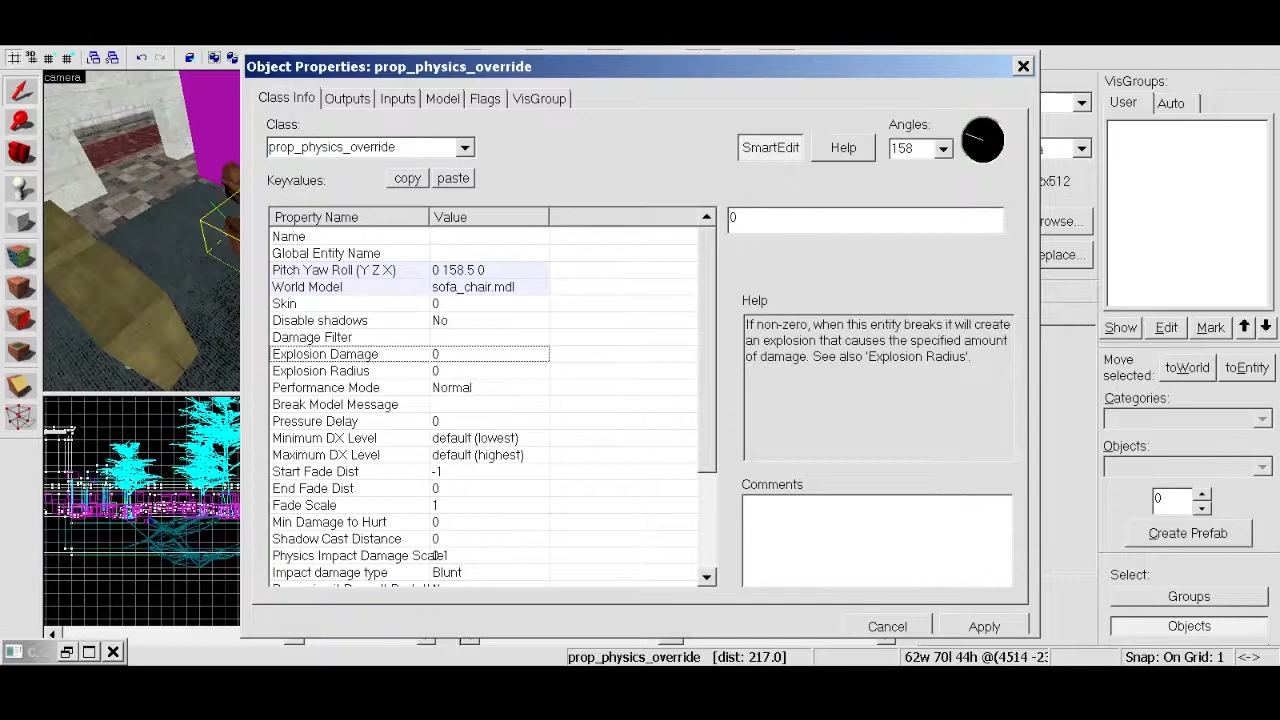 3D
camera
Object Properties: prop_physics_override
Class Info
Outputs
Inputs
Model
Flags
VisGroup
Class:
prop_physics_override
SmartEdit
Help
Angles:
158
Keyvalues:
copy
paste
Property Name Value
Name
Global Entity Name
Pitch Yaw Roll (Y Z X) 0 158.5 0
World Model sofa_chair.mdl
Skin 0
Disable shadows No
Damage Filter
Explosion Damage 0
Explosion Radius 0
Performance Mode Normal
Break Model Message
Pressure Delay 0
Minimum DX Level default (lowest)
Maximum DX Level default (highest)
Start Fade Dist -1
End Fade Dist 0
Fade Scale 1
Min Damage to Hurt 0
Shadow Cast Distance 0
Physics Impact Damage Scale
Impact damage type Blunt
0
Help
If non-zero, when this entity breaks it will create
an explosion that causes the specified amount
of damage. See also 'Explosion Radius'.
Comments
Cancel
Apply
VisGroups:
User
Auto
x512
owse...
eplace...
Show
Edit
Mark
Move
selected:
toWorld
toEntity
Categories:
Objects:
0
Create Prefab
Select:
Groups
Objects
C...
prop_physics_override [dist: 217.0]
62w 70l 44h @(4514 -23
Snap: On Grid: 1
<->